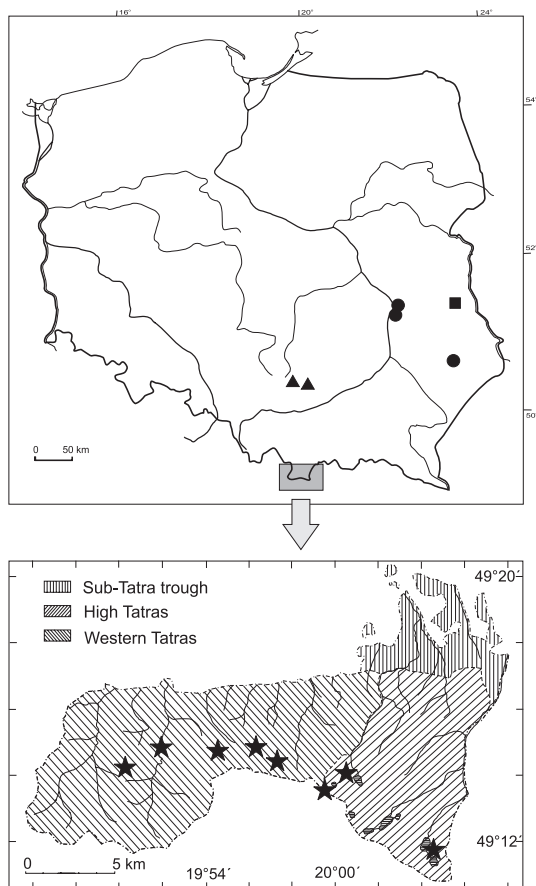 16°
20°
24°
54°
52°
50°
0 50 km
49°20´
Sub-Tatra trough
High Tatras
Western Tatras
49°12´
0 5 km
19°54´
20°00´